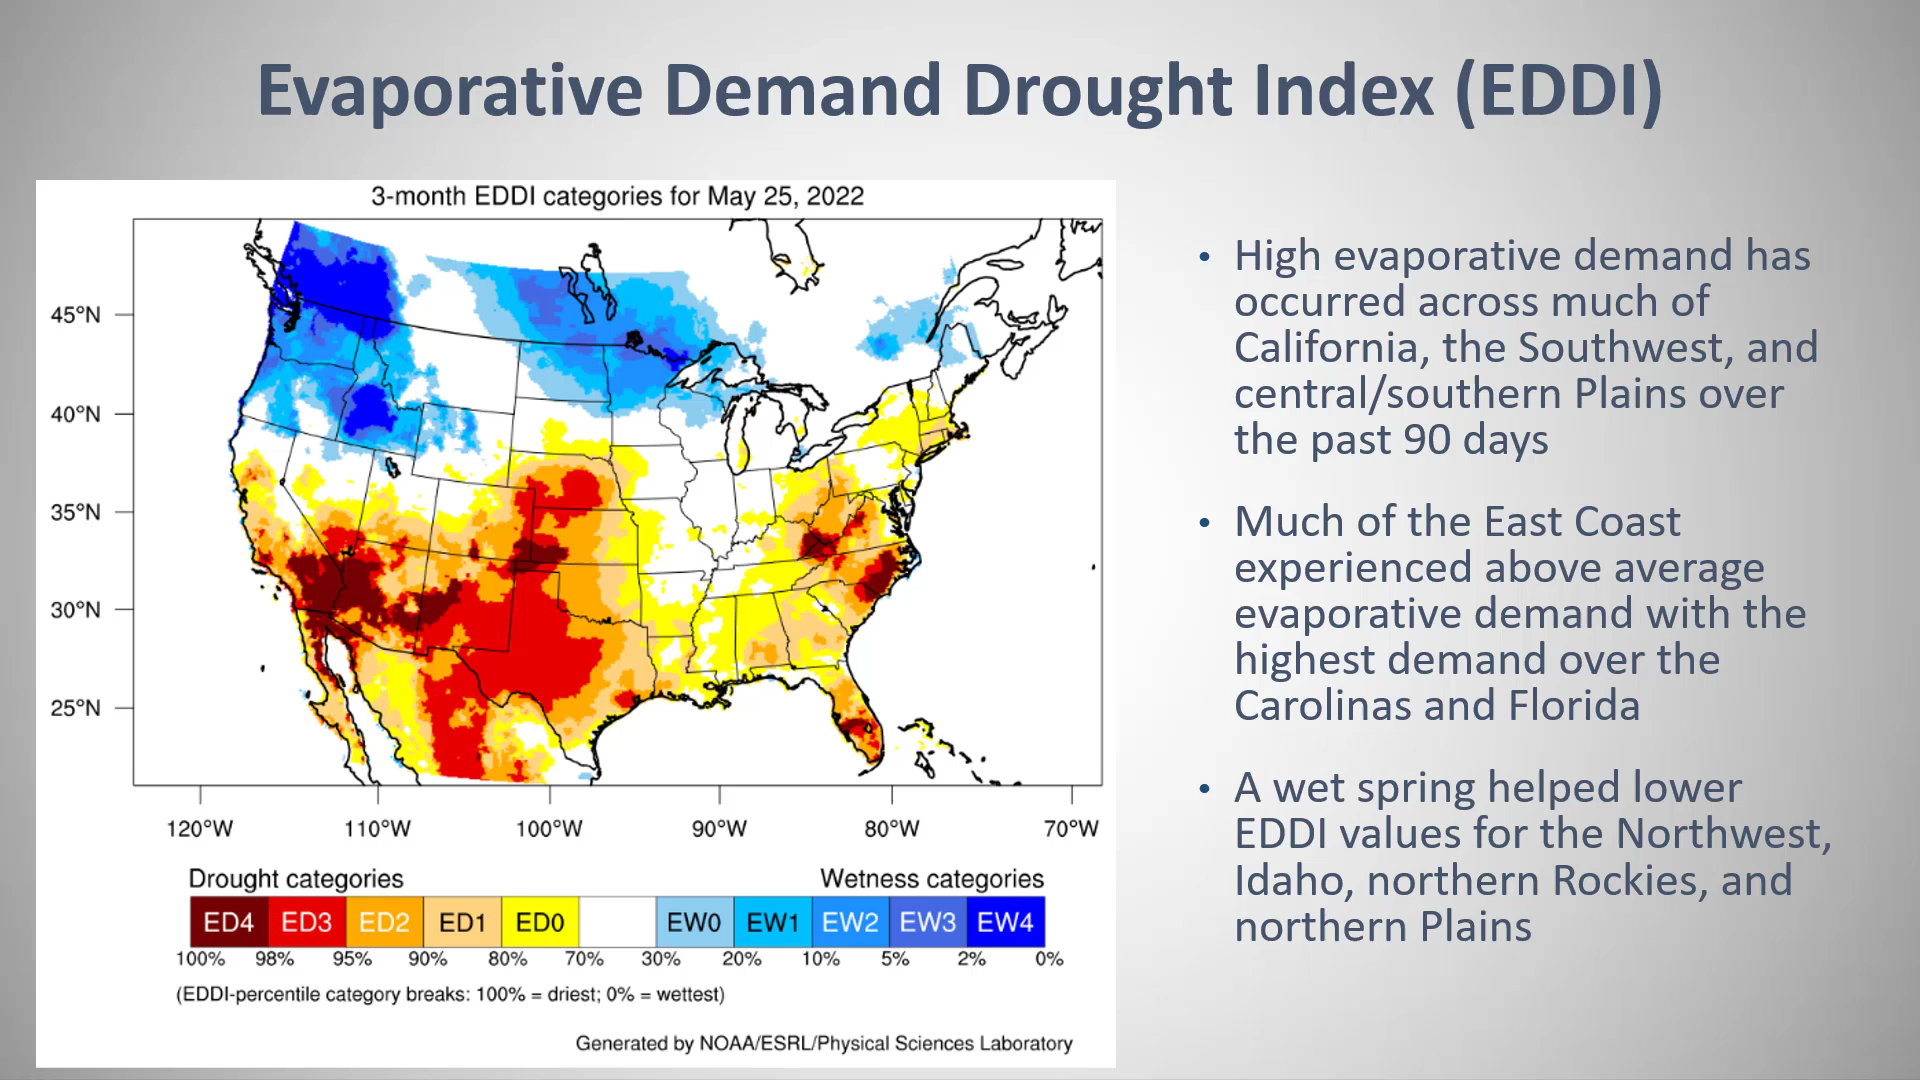 Evaporative Demand Drought Index (EDDI)
3-month EDDI categories for May 25, 2022
45°N
40°N
35°N
30°N
25°N
120°W 110°W 100°W 90°W 80°W 70°W
Drought categories Wetness categories
ED4 ED3 ED2 ED1 ED0 EW0 EW1 EW2 EW3 EW4
100% 98% 95% 90% 80% 70% 30% 20% 10% 5% 2% 0%
(EDDI-percentile category breaks: 100% = driest; 0% = wettest)
Generated by NOAA/ESRL/Physical Sciences Laboratory
• High evaporative demand has
occurred across much of
California, the Southwest, and
central/southern Plains over
the past 90 days
• Much of the East Coast
experienced above average
evaporative demand with the
highest demand over the
Carolinas and Florida
• A wet spring helped lower
EDDI values for the Northwest,
Idaho, northern Rockies, and
northern Plains